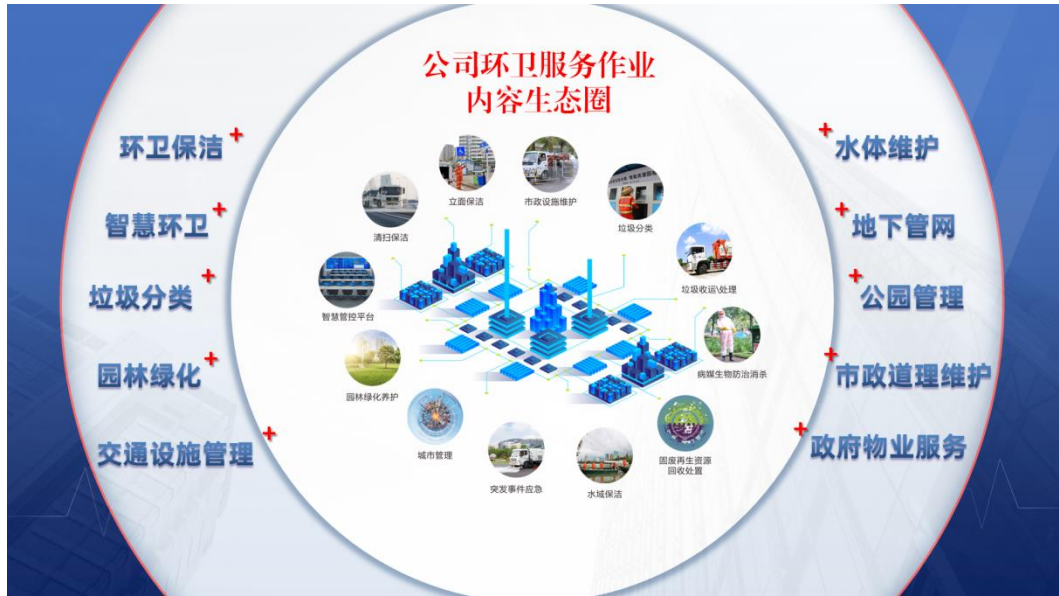 公司环卫服务作业
内容生态圈
环卫保洁
智慧环卫
垃圾分类
园林绿化
交通设施管理
立面保洁
市政设施维护
垃圾分类
清扫保洁
垃圾收运\处理
智慧管控平台
病媒生物防治消杀
园林绿化养护
城市管理
固废再生资源
回收处置
突发事件应急
水域保洁
水体维护
地下管网
公园管理
市政道理维护
政府物业服务